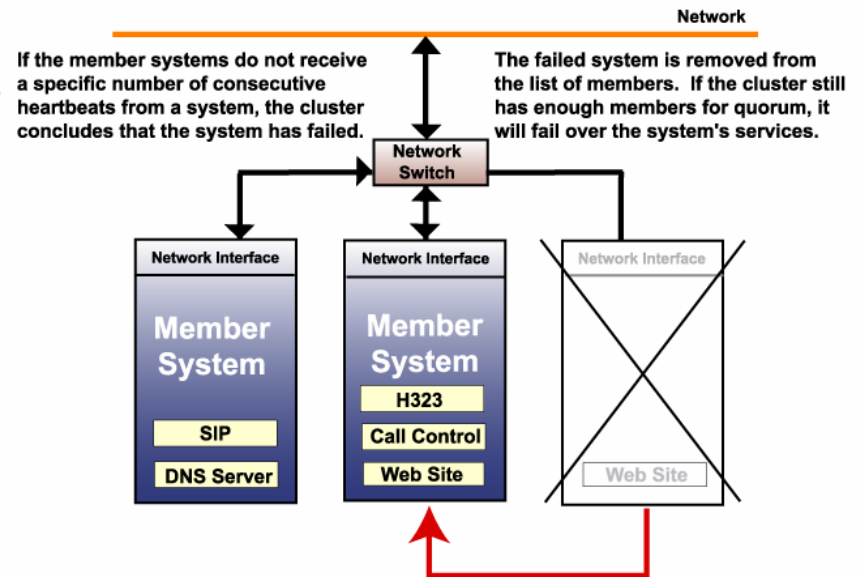 Network
If the member systems do not receive
a specific number of consecutive
heartbeats from a system, the cluster
concludes that the system has failed.
The failed system is removed from
the list of members. If the cluster still
has enough members for quorum, it
will fail over the system's services.
Network
Switch
Network Interface
Member
System
SIP
DNS Server
Network Interface
Member
System
H323
Call Control
Web Site
Network Interface
Web Site